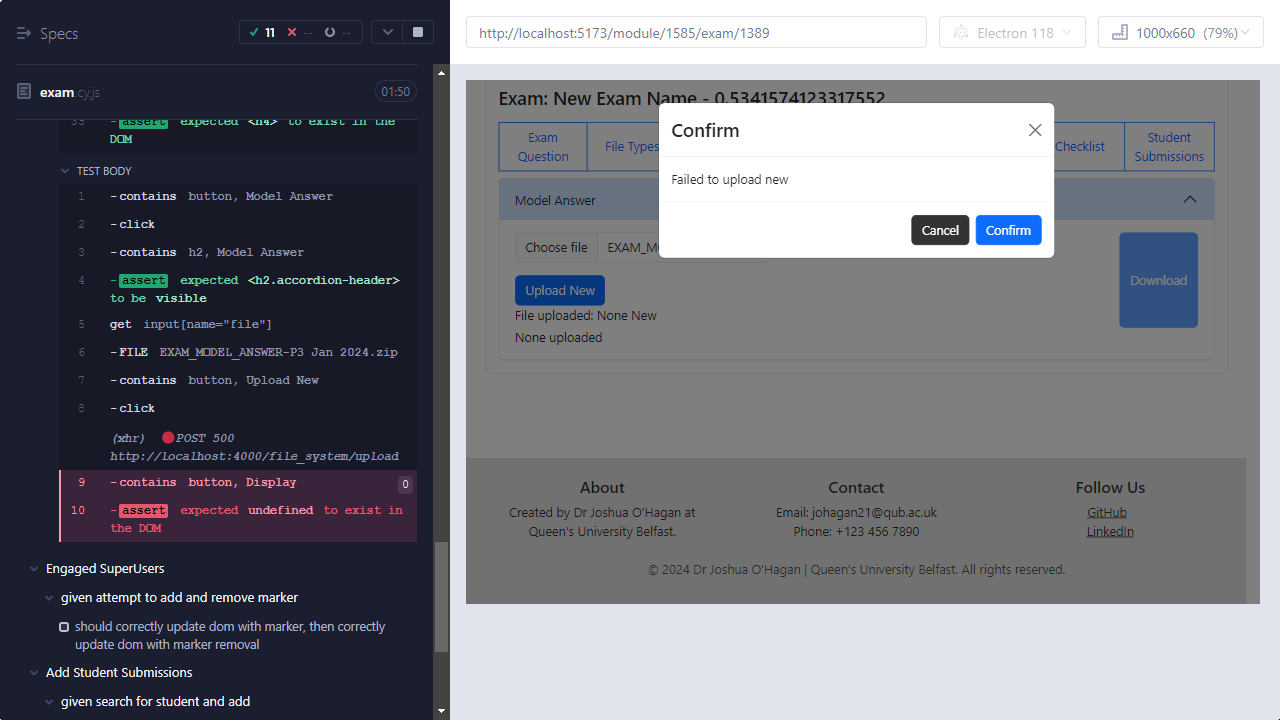 Specs
11
--
--
exam.cy.js
01:50
- assert expected <h4> to exist in the
DOM
TEST BODY
1 -contains button, Model Answer
2 -click
3 -contains h2, Model Answer
4 -assert expected <h2.accordion-header>
to be visible
5 get input[name="file"]
6 -FILE EXAM_MODEL_ANSWER-P3 Jan 2024.zip
7 -contains button, Upload New
8 -click
(xhr) POST 500
http://localhost:4000/file_system/upload
9 -contains button, Display 0
10 -assert expected undefined to exist in
the DOM
Engaged SuperUsers
given attempt to add and remove marker
should correctly update dom with marker, then correctly
update dom with marker removal
Add Student Submissions
given search for student and add
http://localhost:5173/module/1585/exam/1389
Electron 118
1000x660 (79%)
Exam: New Exam Name - 0.5341574123317552
Exam
Question
File Types
Checklist
Student
Submissions
Confirm
Failed to upload new
Cancel
Confirm
Model Answer
Choose file
Upload New
File uploaded: None New
None uploaded
Download
About
Created by Dr Joshua O'Hagan at
Queen's University Belfast.
Contact
Email: johagan21@qub.ac.uk
Phone: +123 456 7890
Follow Us
GitHub
LinkedIn
© 2024 Dr Joshua O'Hagan | Queen's University Belfast. All rights reserved.